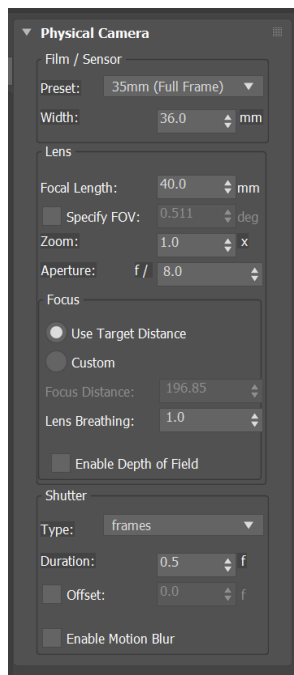 Physical Camera
Film / Sensor
Preset: 35mm (Full Frame)
Width: 36.0 mm
Lens
Focal Length: 40.0 mm
Specify FOV: 0.511 deg
Zoom: 1.0 x
Aperture: f / 8.0
Focus
Use Target Distance
Custom
Focus Distance: 196.85
Lens Breathing: 1.0
Enable Depth of Field
Shutter
Type: frames
Duration: 0.5 f
Offset: 0.0 f
Enable Motion Blur